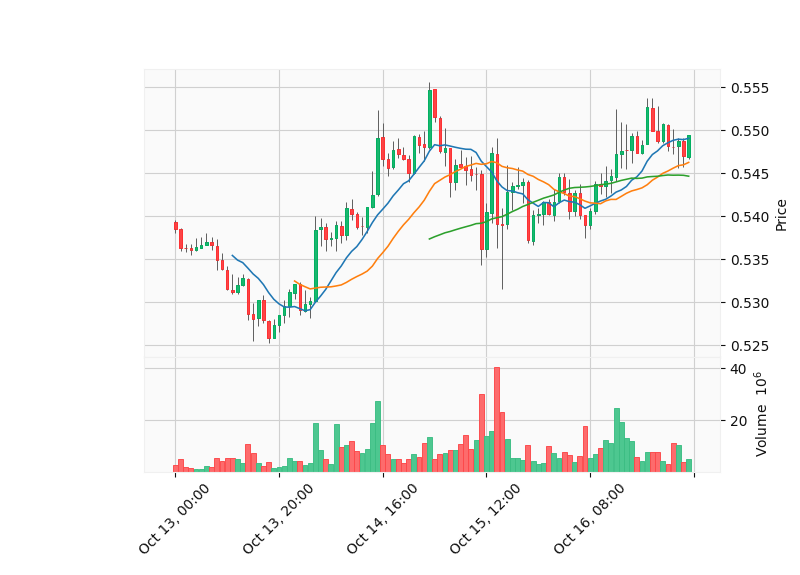 0.555
0.550
0.545
0.540
0.535
0.530
0.525
Price
40
20
Volume 10^6
Oct 13, 00:00
Oct 13, 20:00
Oct 14, 16:00
Oct 15, 12:00
Oct 16, 08:00